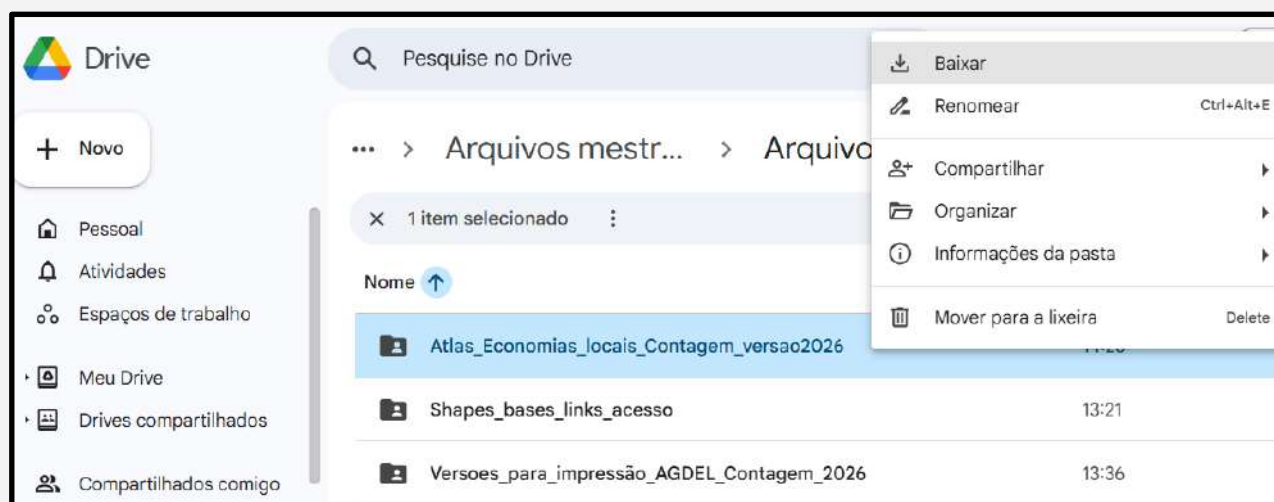 Drive
Pesquise no Drive
Novo
Pessoal
Atividades
Espaços de trabalho
Meu Drive
Drives compartilhados
Compartilhados comigo
Arquivos mestr... > Arquivo
1 item selecionado
Nome
Atlas_Economias_locais_Contagem_versao2026
Shapes_bases_links_acesso 13:21
Versoes_para_impressão_AGDEL_Contagem_2026 13:36
Baixar
Renomear Ctrl+Alt+E
Compartilhar
Organizar
Informações da pasta
Mover para a lixeira Delete